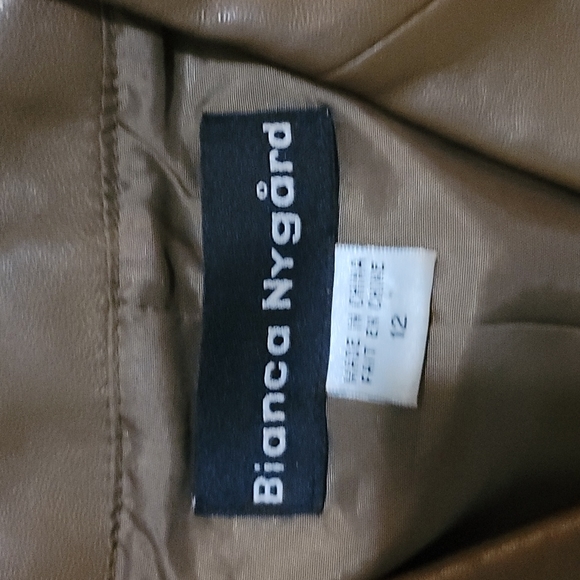 Bianca Nygård
MADE IN CHINA
FAIT EN CHINE
12